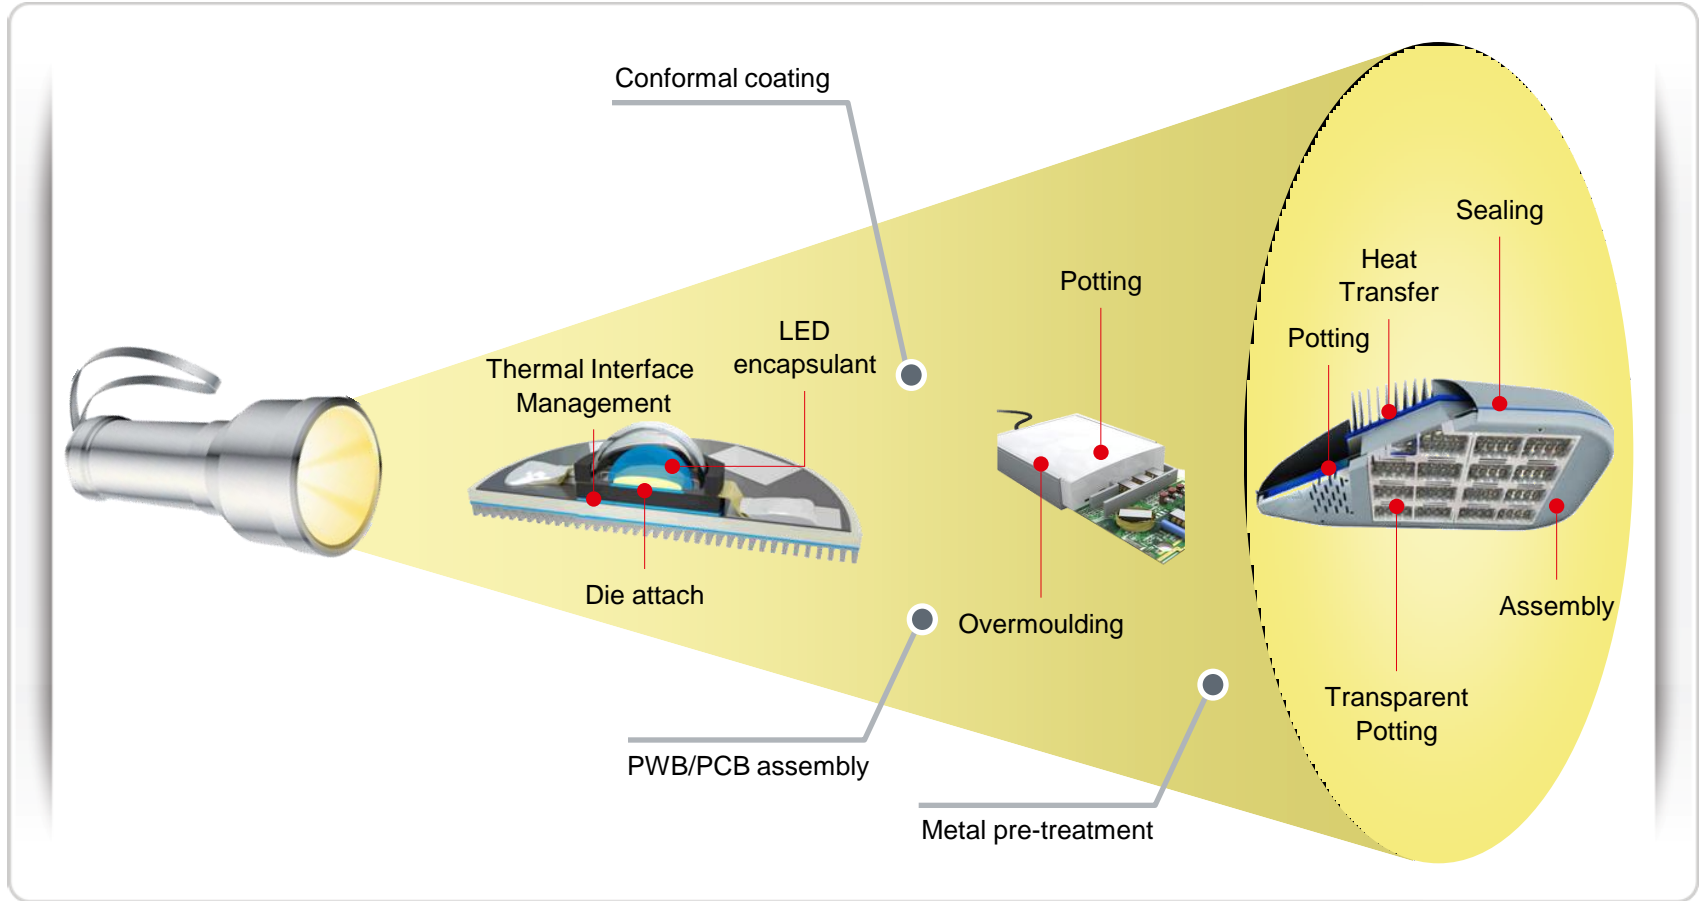 Conformal coating
Sealing
Heat
Transfer
Potting
Potting
LED
encapsulant
Thermal Interface
Management
Die attach
Overmoulding
Assembly
Transparent
Potting
PWB/PCB assembly
Metal pre-treatment